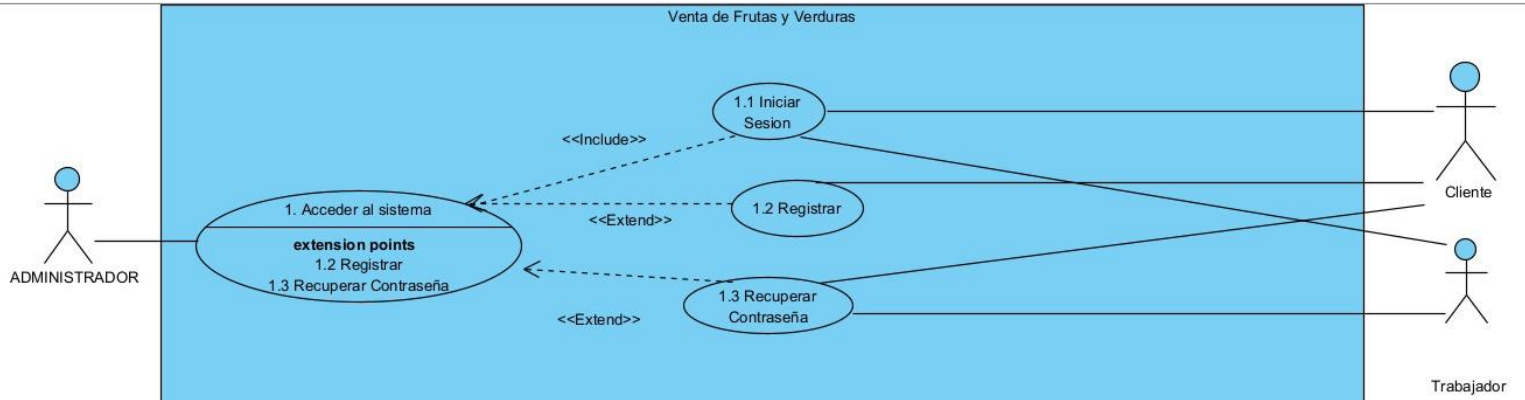 Venta de Frutas y Verduras
1.1 Iniciar
Sesion
<<Include>>
Cliente
1. Acceder al sistema
1.2 Registrar
<<Extend>>
extension points
1.2 Registrar
1.3 Recuperar Contraseña
ADMINISTRADOR
1.3 Recuperar
Contraseña
<<Extend>>
Trabajador